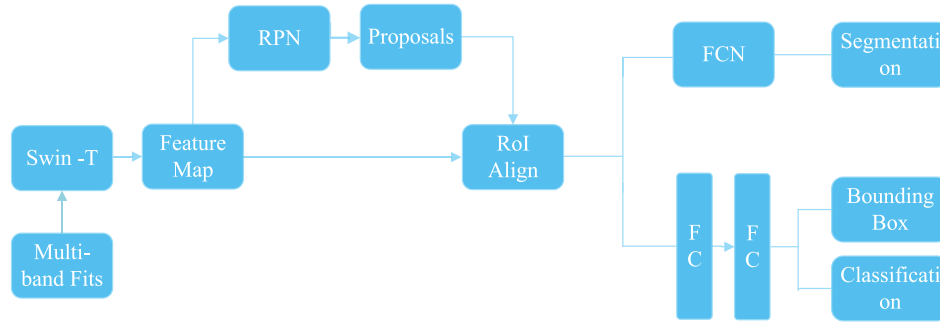 RPN
Proposals
FCN
Segmentati
on
Swin -T
Feature
Map
RoI
Align
Multi-
band Fits
F
C
F
C
Bounding
Box
Classificati
on